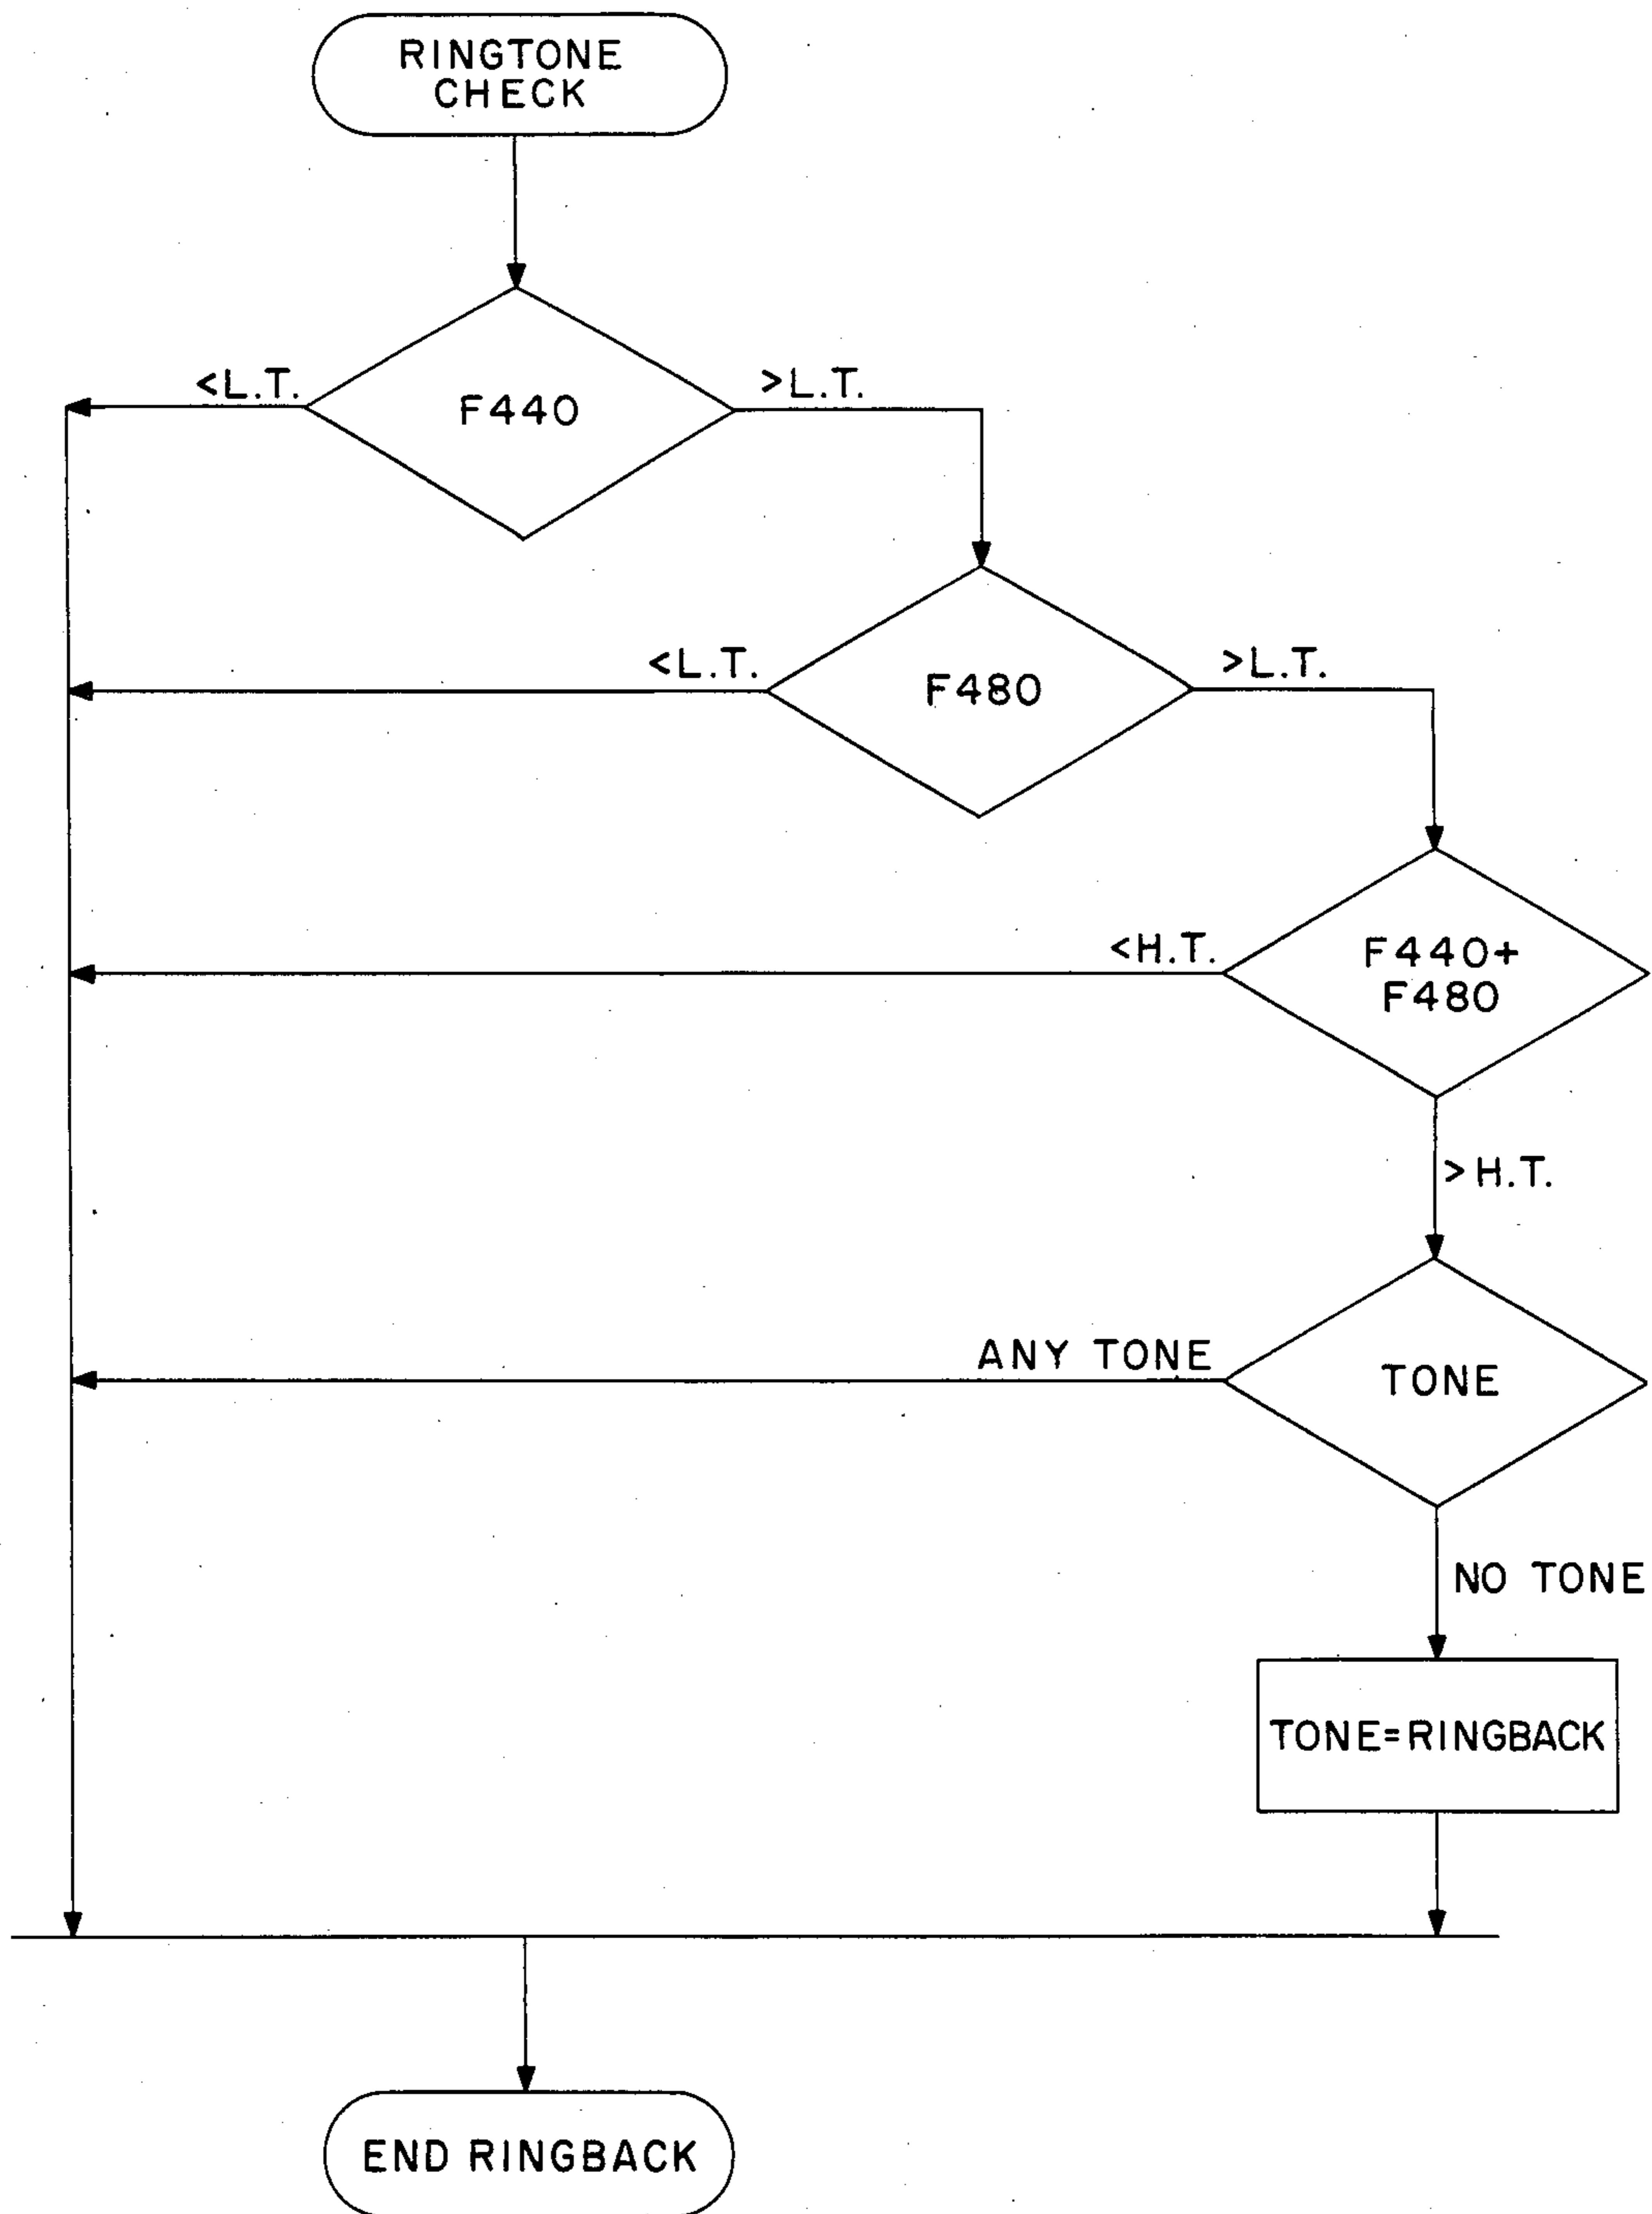 RINGTONE
CHECK
<L.T.
F440
>L.T.
<L.T.
F480
>L.T.
<H.T.
F440+
F480
>H.T.
ANY TONE
TONE
NO TONE
TONE=RINGBACK
END RINGBACK